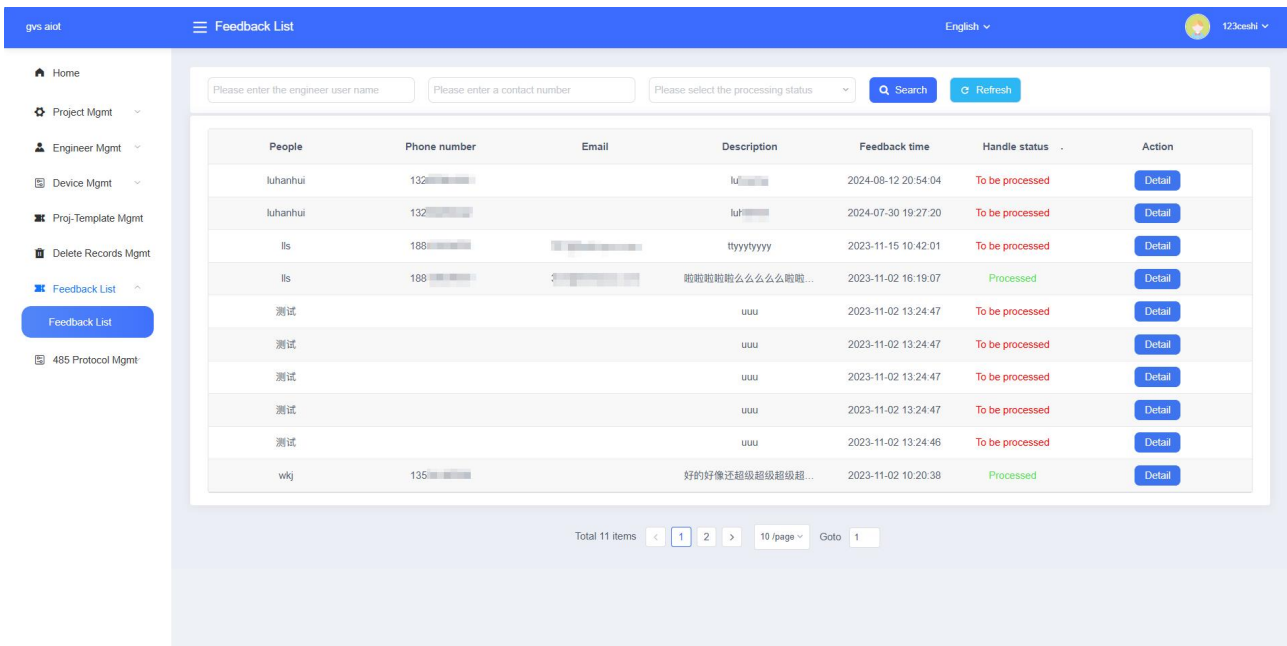 gvs aiot
Feedback List
English
123ceshi
Home
Project Mgmt
Engineer Mgmt
Device Mgmt
Proj-Template Mgmt
Delete Records Mgmt
Feedback List
Feedback List
485 Protocol Mgmt
Please enter the engineer user name Please enter a contact number Please select the processing status Search Refresh
People Phone number Email Description Feedback time Handle status Action
luhanhui 132 2024-08-12 20:54:04 To be processed Detail
luhanhui 132 2024-07-30 19:27:20 To be processed Detail
lls 188 ttyyytyyyy 2023-11-15 10:42:01 To be processed Detail
lls 188 啦啦啦啦啦么么么么么啦啦... 2023-11-02 16:19:07 Processed Detail
测试 uuu 2023-11-02 13:24:47 To be processed Detail
测试 uuu 2023-11-02 13:24:47 To be processed Detail
测试 uuu 2023-11-02 13:24:47 To be processed Detail
测试 uuu 2023-11-02 13:24:47 To be processed Detail
测试 uuu 2023-11-02 13:24:46 To be processed Detail
wkj 135 好的好像还超级超级超级超... 2023-11-02 10:20:38 Processed Detail
Total 11 items < 1 2 > 10 /page Goto 1